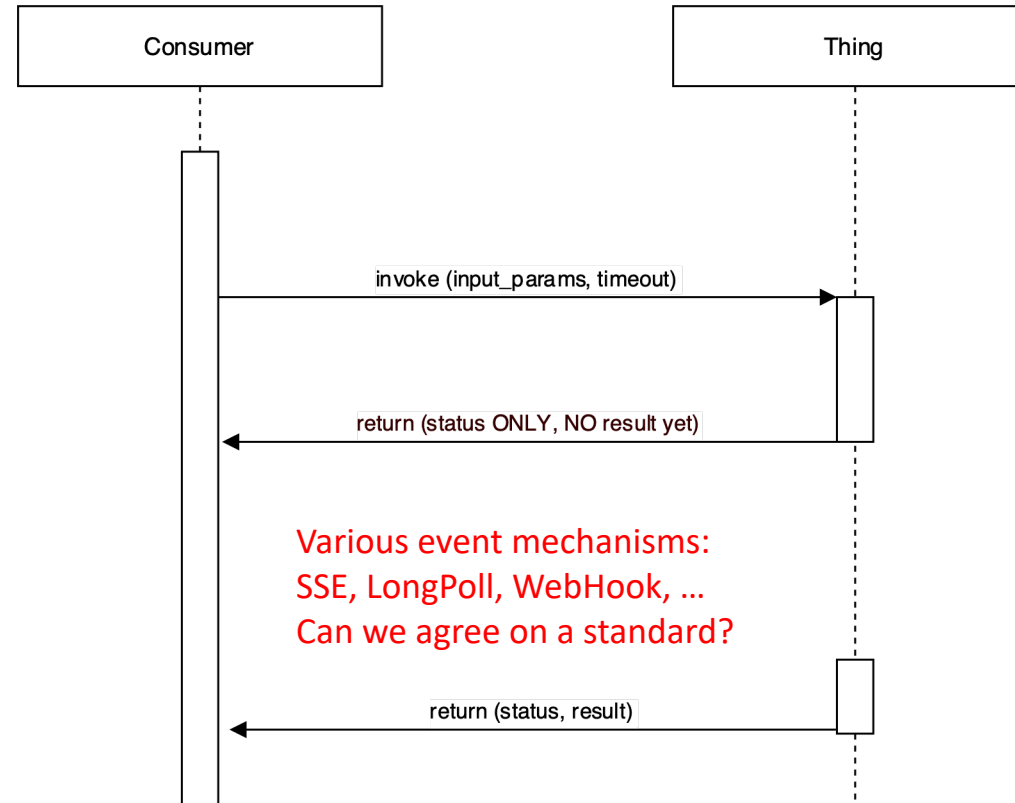 Consumer
Thing
invoke (input_params, timeout)
return (status ONLY, NO result yet)
Various event mechanisms:
SSE, LongPoll, WebHook, …
Can we agree on a standard?
return (status, result)